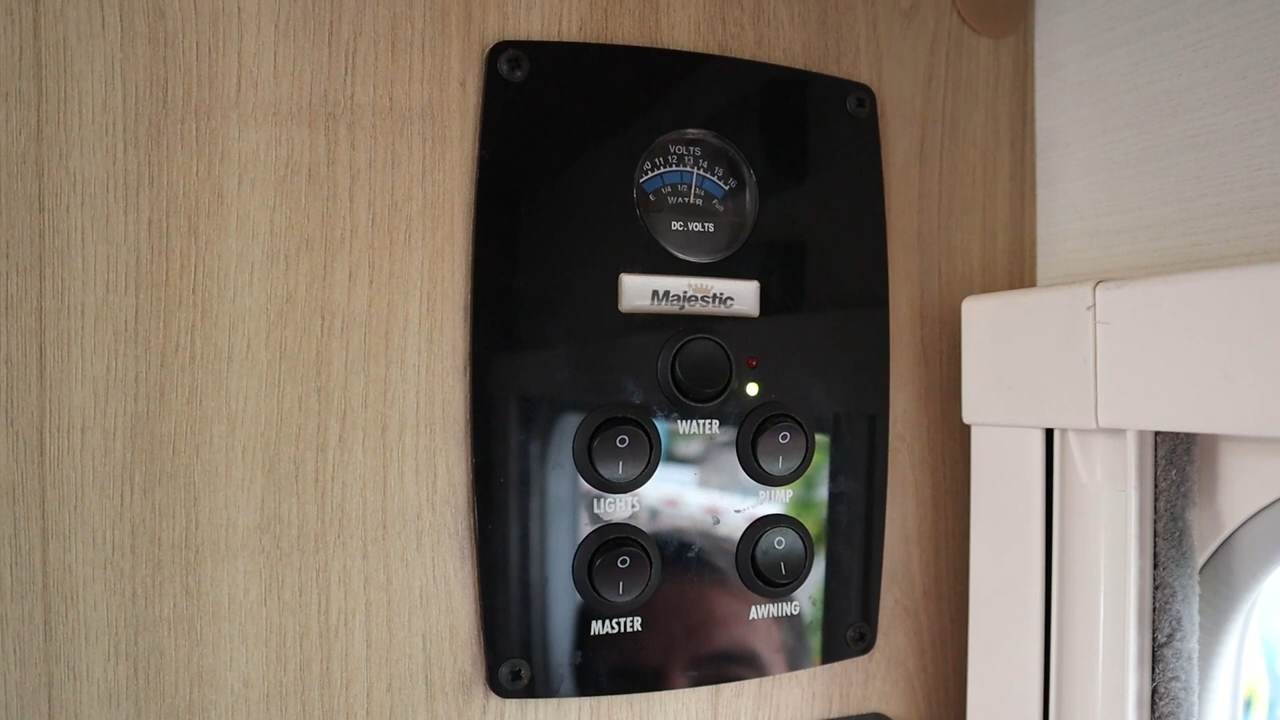 VOLTS
10 11 12 13 14 15 16
E 1/4 1/2 3/4 Full
WATER
DC.VOLTS
Majestic
WATER
O O
I I
LIGHTS PUMP
O O
I I
MASTER AWNING